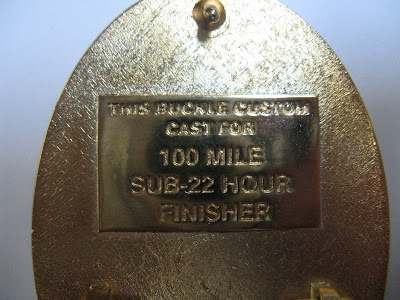 THIS BUCKLE CUSTOM
CAST FOR
100 MILE
SUB-22 HOUR
FINISHER